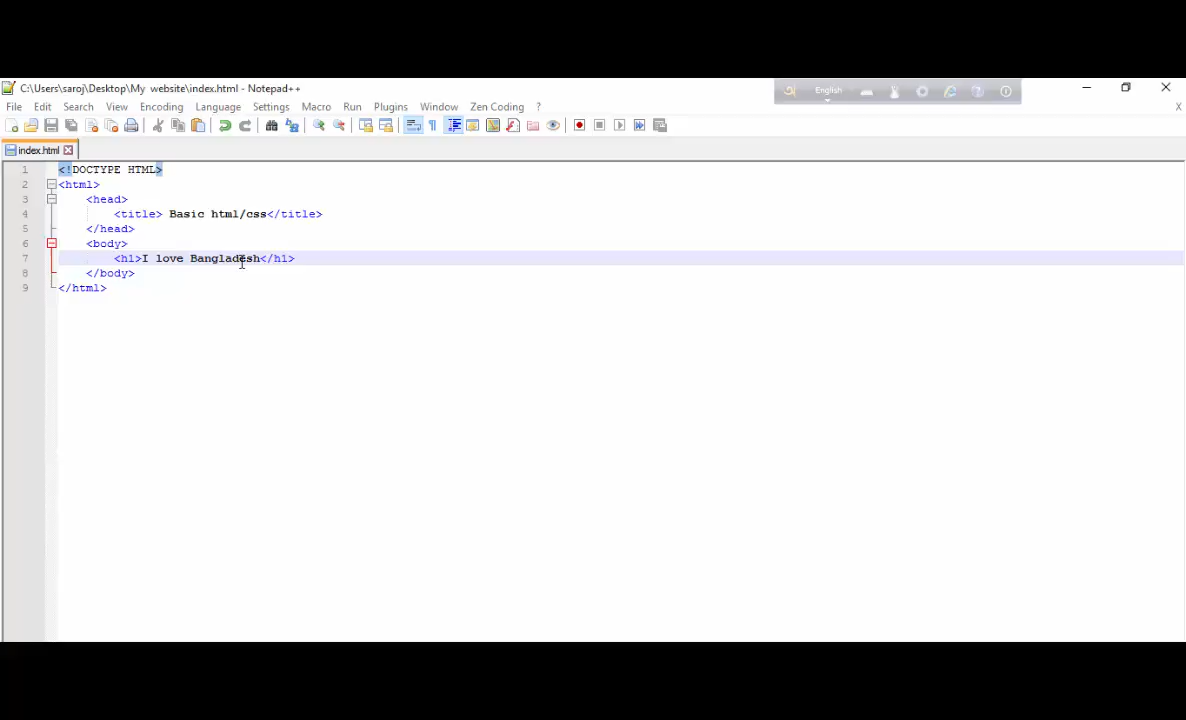 C:\Users\saroj\Desktop\My website\index.html - Notepad++
English
File Edit Search View Encoding Language Settings Macro Run Plugins Window Zen Coding ? X
index.html
1 <!DOCTYPE HTML>
2 <html>
3 <head>
4 <title> Basic html/css</title>
5 </head>
6 <body>
7 <h1>I love Bangladesh</h1>
8 </body>
9 </html>